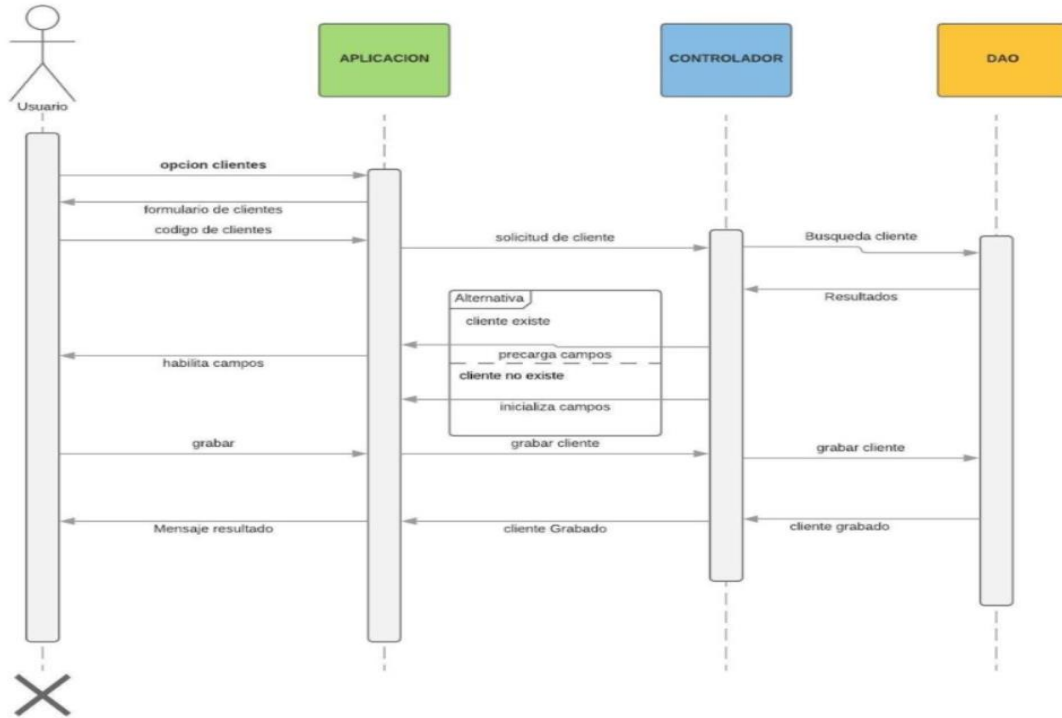 APLICACION
CONTROLADOR
DAO
Usuario
opcion clientes
formulario de clientes
codigo de clientes
solicitud de cliente
Busqueda cliente
Resultados
Alternativa
cliente existe
precarga campos
habilita campos
cliente no existe
inicializa campos
grabar
grabar cliente
grabar cliente
Mensaje resultado
cliente Grabado
cliente grabado